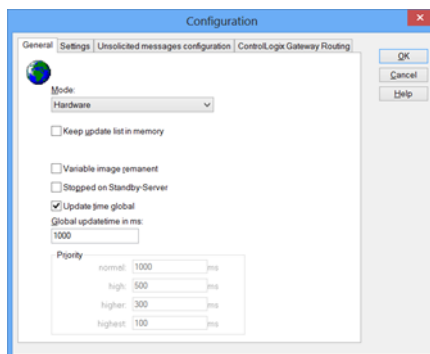 Configuration
General Settings Unsolicited messages configuration ControlLogix Gateway Routing
OK
Cancel
Help
Mode:
Hardware
Keep update list in memory
Variable image remanent
Stopped on Standby-Server
Update time global
Global updatetime in ms:
1000
Priority
normal: 1000 ms
high: 500 ms
higher: 300 ms
highest: 100 ms